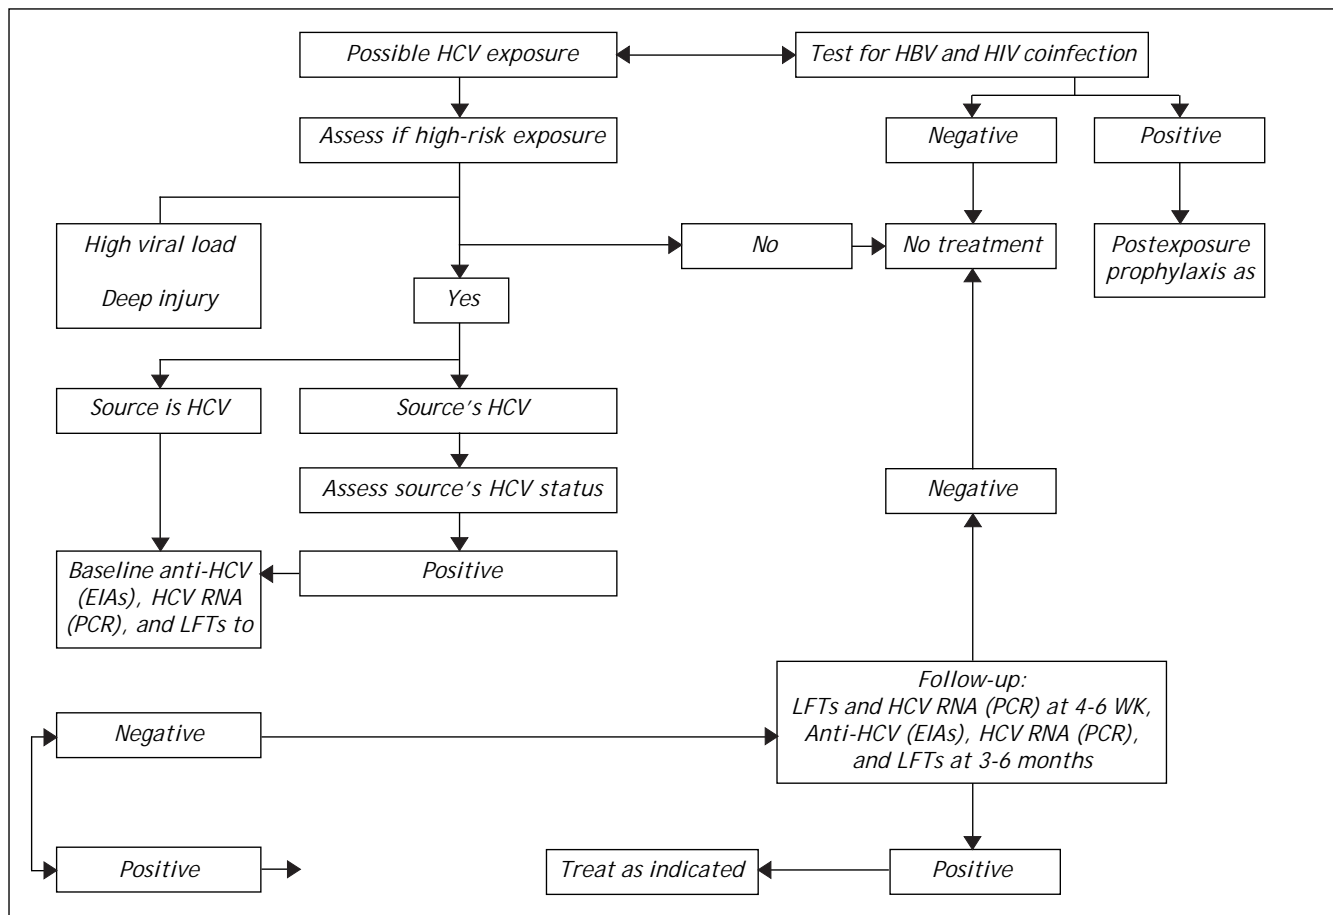 Possible HCV exposure
Test for HBV and HIV coinfection
Assess if high-risk exposure
Negative
Positive
High viral load
Deep injury
No
No treatment
Postexposure
prophylaxis as
Yes
Source is HCV
Source's HCV
Assess source's HCV status
Negative
Baseline anti-HCV
(EIAs), HCV RNA
(PCR), and LFTs to
Positive
Follow-up:
LFTs and HCV RNA (PCR) at 4-6 WK,
Anti-HCV (EIAs), HCV RNA (PCR),
and LFTs at 3-6 months
Negative
Positive
Treat as indicated
Positive